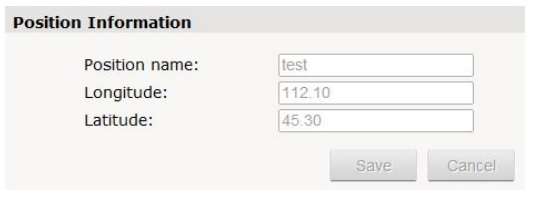 Position Information
Position name: test
Longitude: 112.10
Latitude: 45.30
Save Cancel